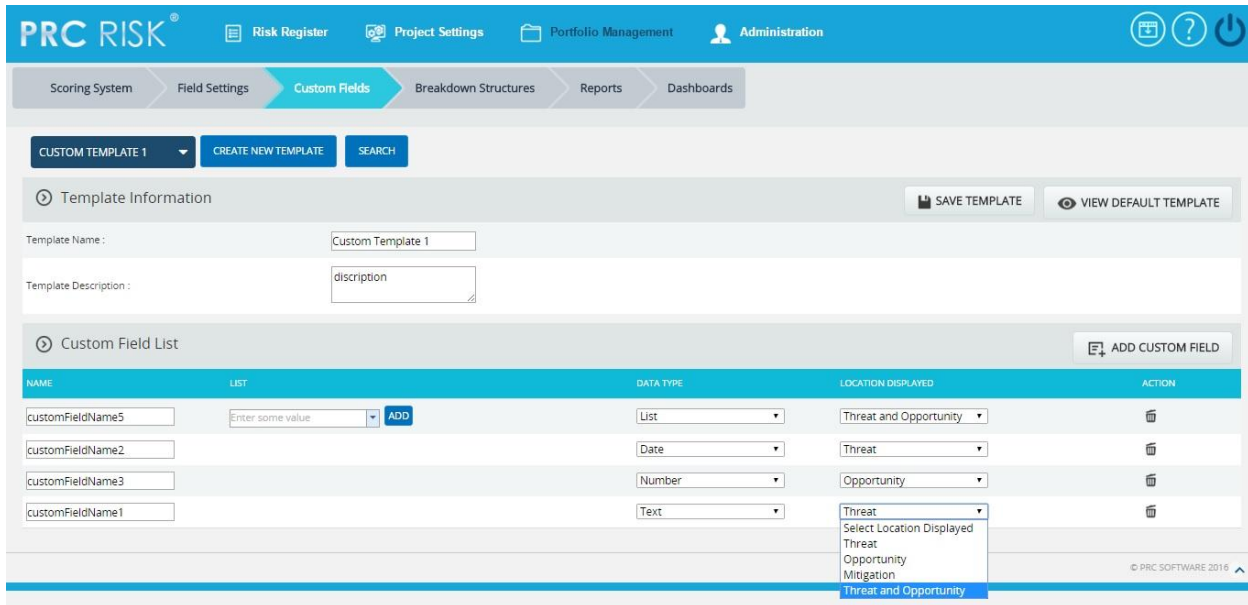 PRC RISK® Risk Register Project Settings Portfolio Management Administration
Scoring System Field Settings Custom Fields Breakdown Structures Reports Dashboards
CUSTOM TEMPLATE 1 CREATE NEW TEMPLATE SEARCH
Template Information SAVE TEMPLATE VIEW DEFAULT TEMPLATE
Template Name : Custom Template 1
Template Description : discription
Custom Field List ADD CUSTOM FIELD
NAME LIST DATA TYPE LOCATION DISPLAYED ACTION
customFieldName5 Enter some value ADD List Threat and Opportunity
customFieldName2 Date Threat
customFieldName3 Number Opportunity
customFieldName1 Text Threat
Select Location Displayed
Threat
Opportunity
Mitigation
Threat and Opportunity
© PRC SOFTWARE 2016